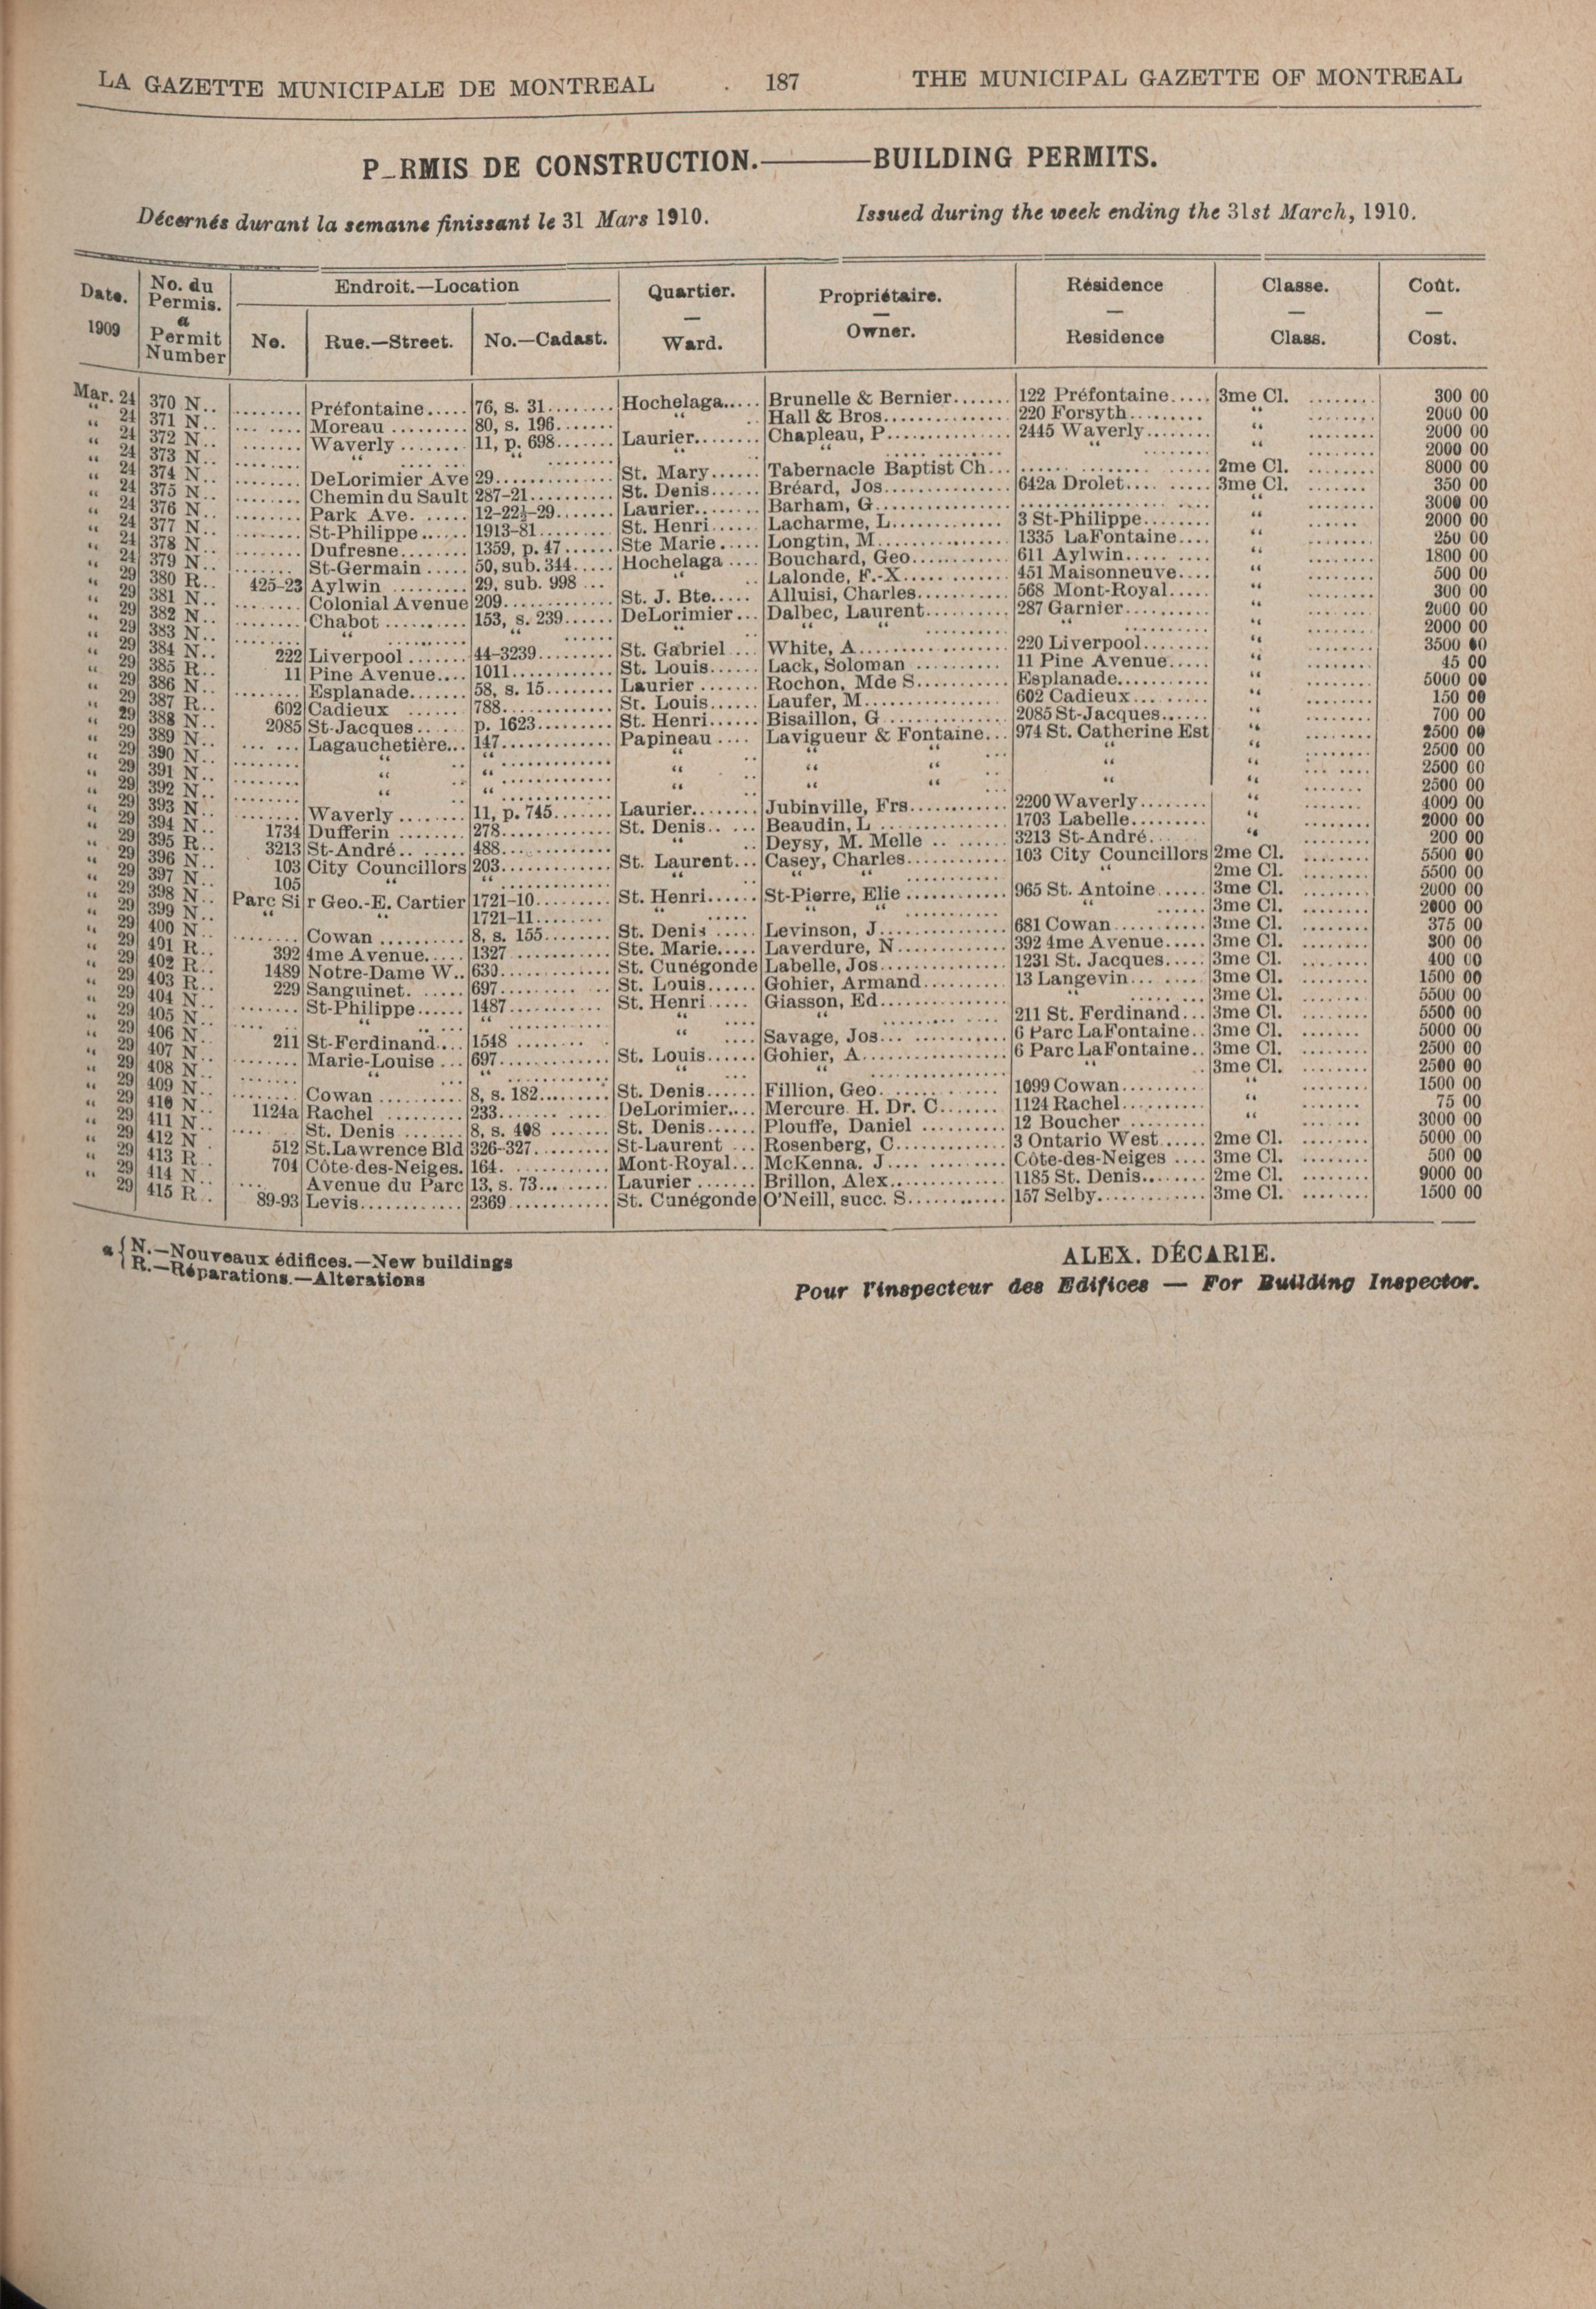 LA GAZETTE MUNICIPALE DE MONTREAL 187 THE MUNICIPAL GAZETTE OF MONTREAL
P_RMIS DE CONSTRUCTION.———BUILDING PERMITS.
Décernés durant la semaine finissant le 31 Mars 1910. Issued during the week ending the 31st March, 1910.
Date. No. du Permis. Endroit.—Location Quartier. Propriétaire. Résidence Classe. Coût.
1909 a Permit Number No. Rue.—Street. No.—Cadast. Ward. Owner. Residence Class. Cost.
Mar. 24 370 N.. ........ Préfontaine..... 76, s. 31........ Hochelaga..... Brunelle & Bernier....... 122 Préfontaine..... 3me Cl. ........ 300 00
“ 24 371 N.. ........ Moreau ......... 80, s. 196....... “ .. Hall & Bros............... 220 Forsyth......... “ ........ 2000 00
“ 24 372 N.. ........ Waverly ........ 11, p. 698....... Laurier........ Chapleau, P............... 2445 Waverly........ “ ........ 2000 00
“ 24 373 N.. ........ “ ........ “ ........ “ “ ............ “ ........ “ ........ 2000 00
“ 24 374 N.. ........ DeLorimier Ave 29.............. St. Mary...... Tabernacle Baptist Ch... ........ 2me Cl. ........ 8000 00
“ 24 375 N.. ........ Chemin du Sault 287-21.......... St. Denis...... Bréard, Jos............... 642a Drolet.... 3me Cl. ....... 350 00
“ 24 376 N.. ........ Park Ave. ...... 12-22½-29....... Laurier........ Barham, G............... ........ “ ........ 3000 00
“ 24 377 N.. ........ St-Philippe...... 1913-81......... St. Henri...... Lacharme, L............. 3 St-Philippe......... “ ...... 2000 00
“ 24 378 N.. ........ Dufresne........ 1359, p. 47...... Ste Marie..... Longtin, M............... 1335 LaFontaine.... “ ........ 250 00
“ 24 379 N.. ........ St-Germain ..... 50, sub. 344..... Hochelaga .... Bouchard, Geo............ 611 Aylwin......... “ ........ 1800 00
“ 29 380 R.. 425-23 Aylwin ......... 29, sub. 998 ... “ .. Lalonde, F.-X............ 451 Maisonneuve.... “ ........ 500 00
“ 29 381 N.. ........ Colonial Avenue 209............. St. J. Bte..... Alluisi, Charles........... 568 Mont-Royal..... “ ........ 300 00
“ 29 382 N.. ........ Chabot .......... 153, s. 239...... DeLorimier... Dalbec, Laurent.......... 287 Garnier.......... “ ........ 2000 00
“ 29 383 N.. ........ “ .......... “ ...... “ “ “ .......... “ .......... “ ........ 2000 00
“ 29 384 N.. 222 Liverpool ....... 44-3239......... St. Gabriel ... White, A................. 220 Liverpool........ “ ........ 3500 00
“ 29 385 R.. 11 Pine Avenue.... 1011............ St. Louis...... Lack, Soloman .......... 11 Pine Avenue..... “ ....... 45 00
“ 29 386 N.. ........ Esplanade....... 58, s. 15........ Laurier ....... Rochon, Mde S........... Esplanade........... “ ....... 5000 00
“ 29 387 R.. 602 Cadieux ...... 788.............. St. Louis...... Laufer, M................ 602 Cadieux......... “ ........ 150 00
“ 29 388 N.. 2085 St-Jacques...... p. 1623......... St. Henri...... Bisaillon, G.............. 2085 St-Jacques...... “ ....... 700 00
“ 29 389 N.. ........ Lagauchetière... 147............. Papineau .... Lavigueur & Fontaine... 974 St. Catherine Est “ ....... 2500 00
“ 29 390 N.. ........ “ .. “ ............ “ .. “ “ .. “ “ ........ 2500 00
“ 29 391 N.. ........ “ .. “ ............ “ .. “ “ .. “ “ ........ 2500 00
“ 29 392 N.. ........ “ .. “ ............ “ .. “ “ .. “ “ ....... 2500 00
“ 29 393 N.. ........ Waverly ........ 11, p. 745....... Laurier........ Jubinville, Frs............ 2200 Waverly........ “ ....... 4000 00
“ 29 394 N.. 1734 Dufferin ........ 278............. St. Denis...... Beaudin, L .............. 1703 Labelle......... “ ........ 2000 00
“ 29 395 R.. 3213 St-André........ 488............. “ .. Deysy, M. Melle ......... 3213 St-André....... “ ....... 200 00
“ 29 396 N.. 103 City Councillors 203............. St. Laurent... Casey, Charles............ 103 City Councillors 2me Cl. ........ 5500 00
“ 29 397 N.. 105 “ “ ............ “ “ “ .......... “ 2me Cl. ........ 5500 00
“ 29 398 N.. Parc Sir Geo.-E. Cartier 1721-10......... St. Henri...... St-Pierre, Elie ............ 965 St. Antoine...... 3me Cl. ........ 2000 00
“ 29 399 N.. “ “ 1721-11........ “ ..... “ “ .......... “ ...... 3me Cl. ........ 2000 00
“ 29 400 N.. ........ Cowan .......... 8, s. 155........ St. Denis ..... Levinson, J............... 681 Cowan........... 3me Cl. ........ 375 00
“ 29 401 R.. 392 4me Avenue..... 1327 ............ Ste. Marie..... Laverdure, N............. 392 4me Avenue..... 3me Cl. ........ 300 00
“ 29 402 R.. 1489 Notre-Dame W.. 630............. St. Cunégonde Labelle, Jos............... 1231 St. Jacques..... 3me Cl. ........ 400 00
“ 29 403 R.. 229 Sanguinet. ...... 697............. St. Louis...... Gohier, Armand.......... 13 Langevin......... 3me Cl. ........ 1500 00
“ 29 404 N.. ........ St-Philippe...... 1487........... St. Henri..... Giasson, Ed............... “ ........ 3me Cl. ........ 5500 00
“ 29 405 N.. ........ “ ...... “ ............ “ .... “ ............ 211 St. Ferdinand... 3me Cl. ........ 5500 00
“ 29 406 N.. 211 St-Ferdinand.... 1548 ........ “ .... Savage, Jos............... 6 Parc LaFontaine.. 3me Cl. ....... 5000 00
“ 29 407 N.. ........ Marie-Louise ... 697............. St. Louis...... Gohier, A................. 6 Parc LaFontaine.. 3me Cl. ........ 2500 00
“ 29 408 N.. ........ “ ... “ ............ “ ... “ .............. “ .. 3me Cl. ........ 2500 00
“ 29 409 N.. ........ Cowan .......... 8, s. 182......... St. Denis...... Fillion, Geo.............. 1099 Cowan.......... “ ........ 1500 00
“ 29 410 N.. 1124a Rachel ......... 233............. DeLorimier.... Mercure. H. Dr. C....... 1124 Rachel.......... “ ....... 75 00
“ 29 411 N.. ........ St. Denis ....... 8, s. 408 ....... St. Denis...... Plouffe, Daniel .......... 12 Boucher ......... “ ....... 3000 00
“ 29 412 N. 512 St.Lawrence Bld 326-327......... St-Laurent ... Rosenberg, C............. 3 Ontario West...... 2me Cl. ........ 5000 00
“ 29 413 R.. 704 Côte-des-Neiges. 164. ............ Mont-Royal... McKenna. J............... Côte-des-Neiges .... 3me Cl. ........ 500 00
“ 29 414 N.. ... Avenue du Parc 13, s. 73......... Laurier ....... Brillon, Alex.............. 1185 St. Denis........ 2me Cl. ........ 9000 00
“ 29 415 R.. 89-93 Levis............. 2369............ St. Cunégonde O'Neill, succ. S............ 157 Selby............. 3me Cl. ......... 1500 00
a { N.—Nouveaux édifices.—New buildings
R.—Réparations.—Alterations
ALEX. DÉCARIE.
Pour l'inspecteur des Edifices — For Building Inspector.